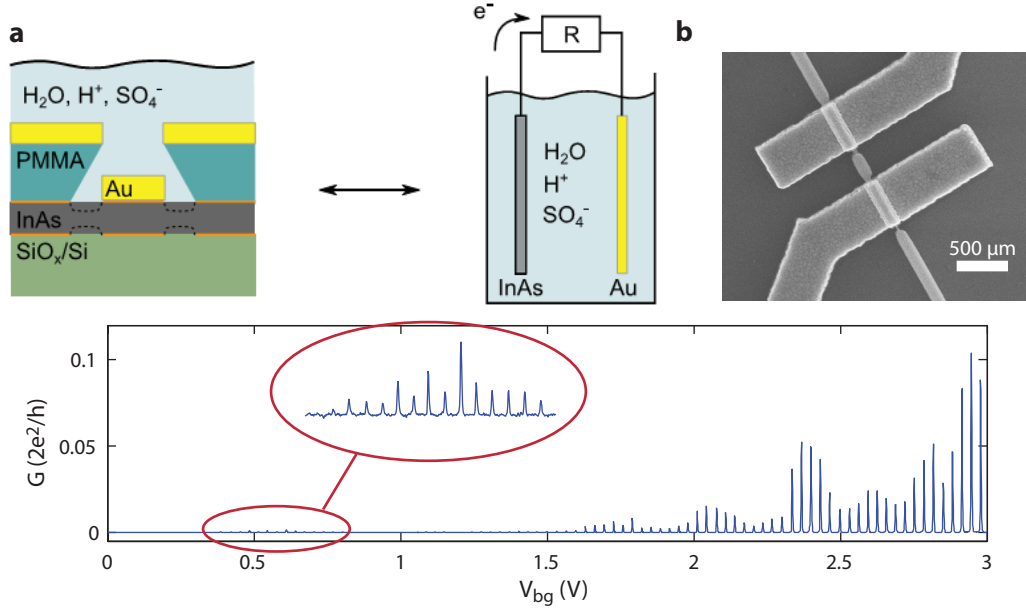 a
H₂O, H⁺, SO₄⁻
PMMA
Au
InAs
SiOₓ/Si
e⁻
R
H₂O
H⁺
SO₄⁻
InAs
Au
b
500 μm
G (2e²/h)
0.1
0.05
0
0
0.5
1
1.5
2
2.5
3
V_bg (V)